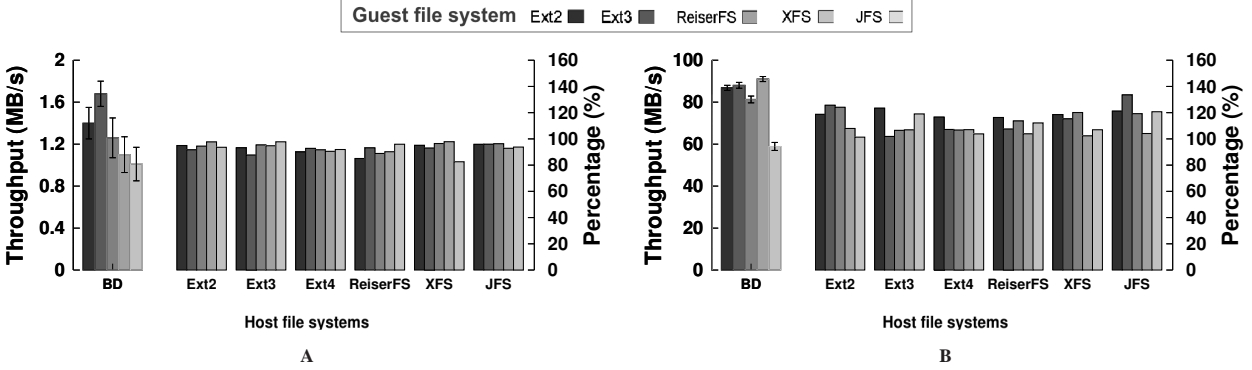 Guest file system Ext2 Ext3 ReiserFS XFS JFS
Throughput (MB/s)
2
1.6
1.2
0.8
0.4
0
160
140
120
100
80
60
40
20
0
Percentage (%)
BD Ext2 Ext3 Ext4 ReiserFS XFS JFS
Host file systems
A
Throughput (MB/s)
100
80
60
40
20
0
160
140
120
100
80
60
40
20
0
Percentage (%)
BD Ext2 Ext3 Ext4 ReiserFS XFS JFS
Host file systems
B